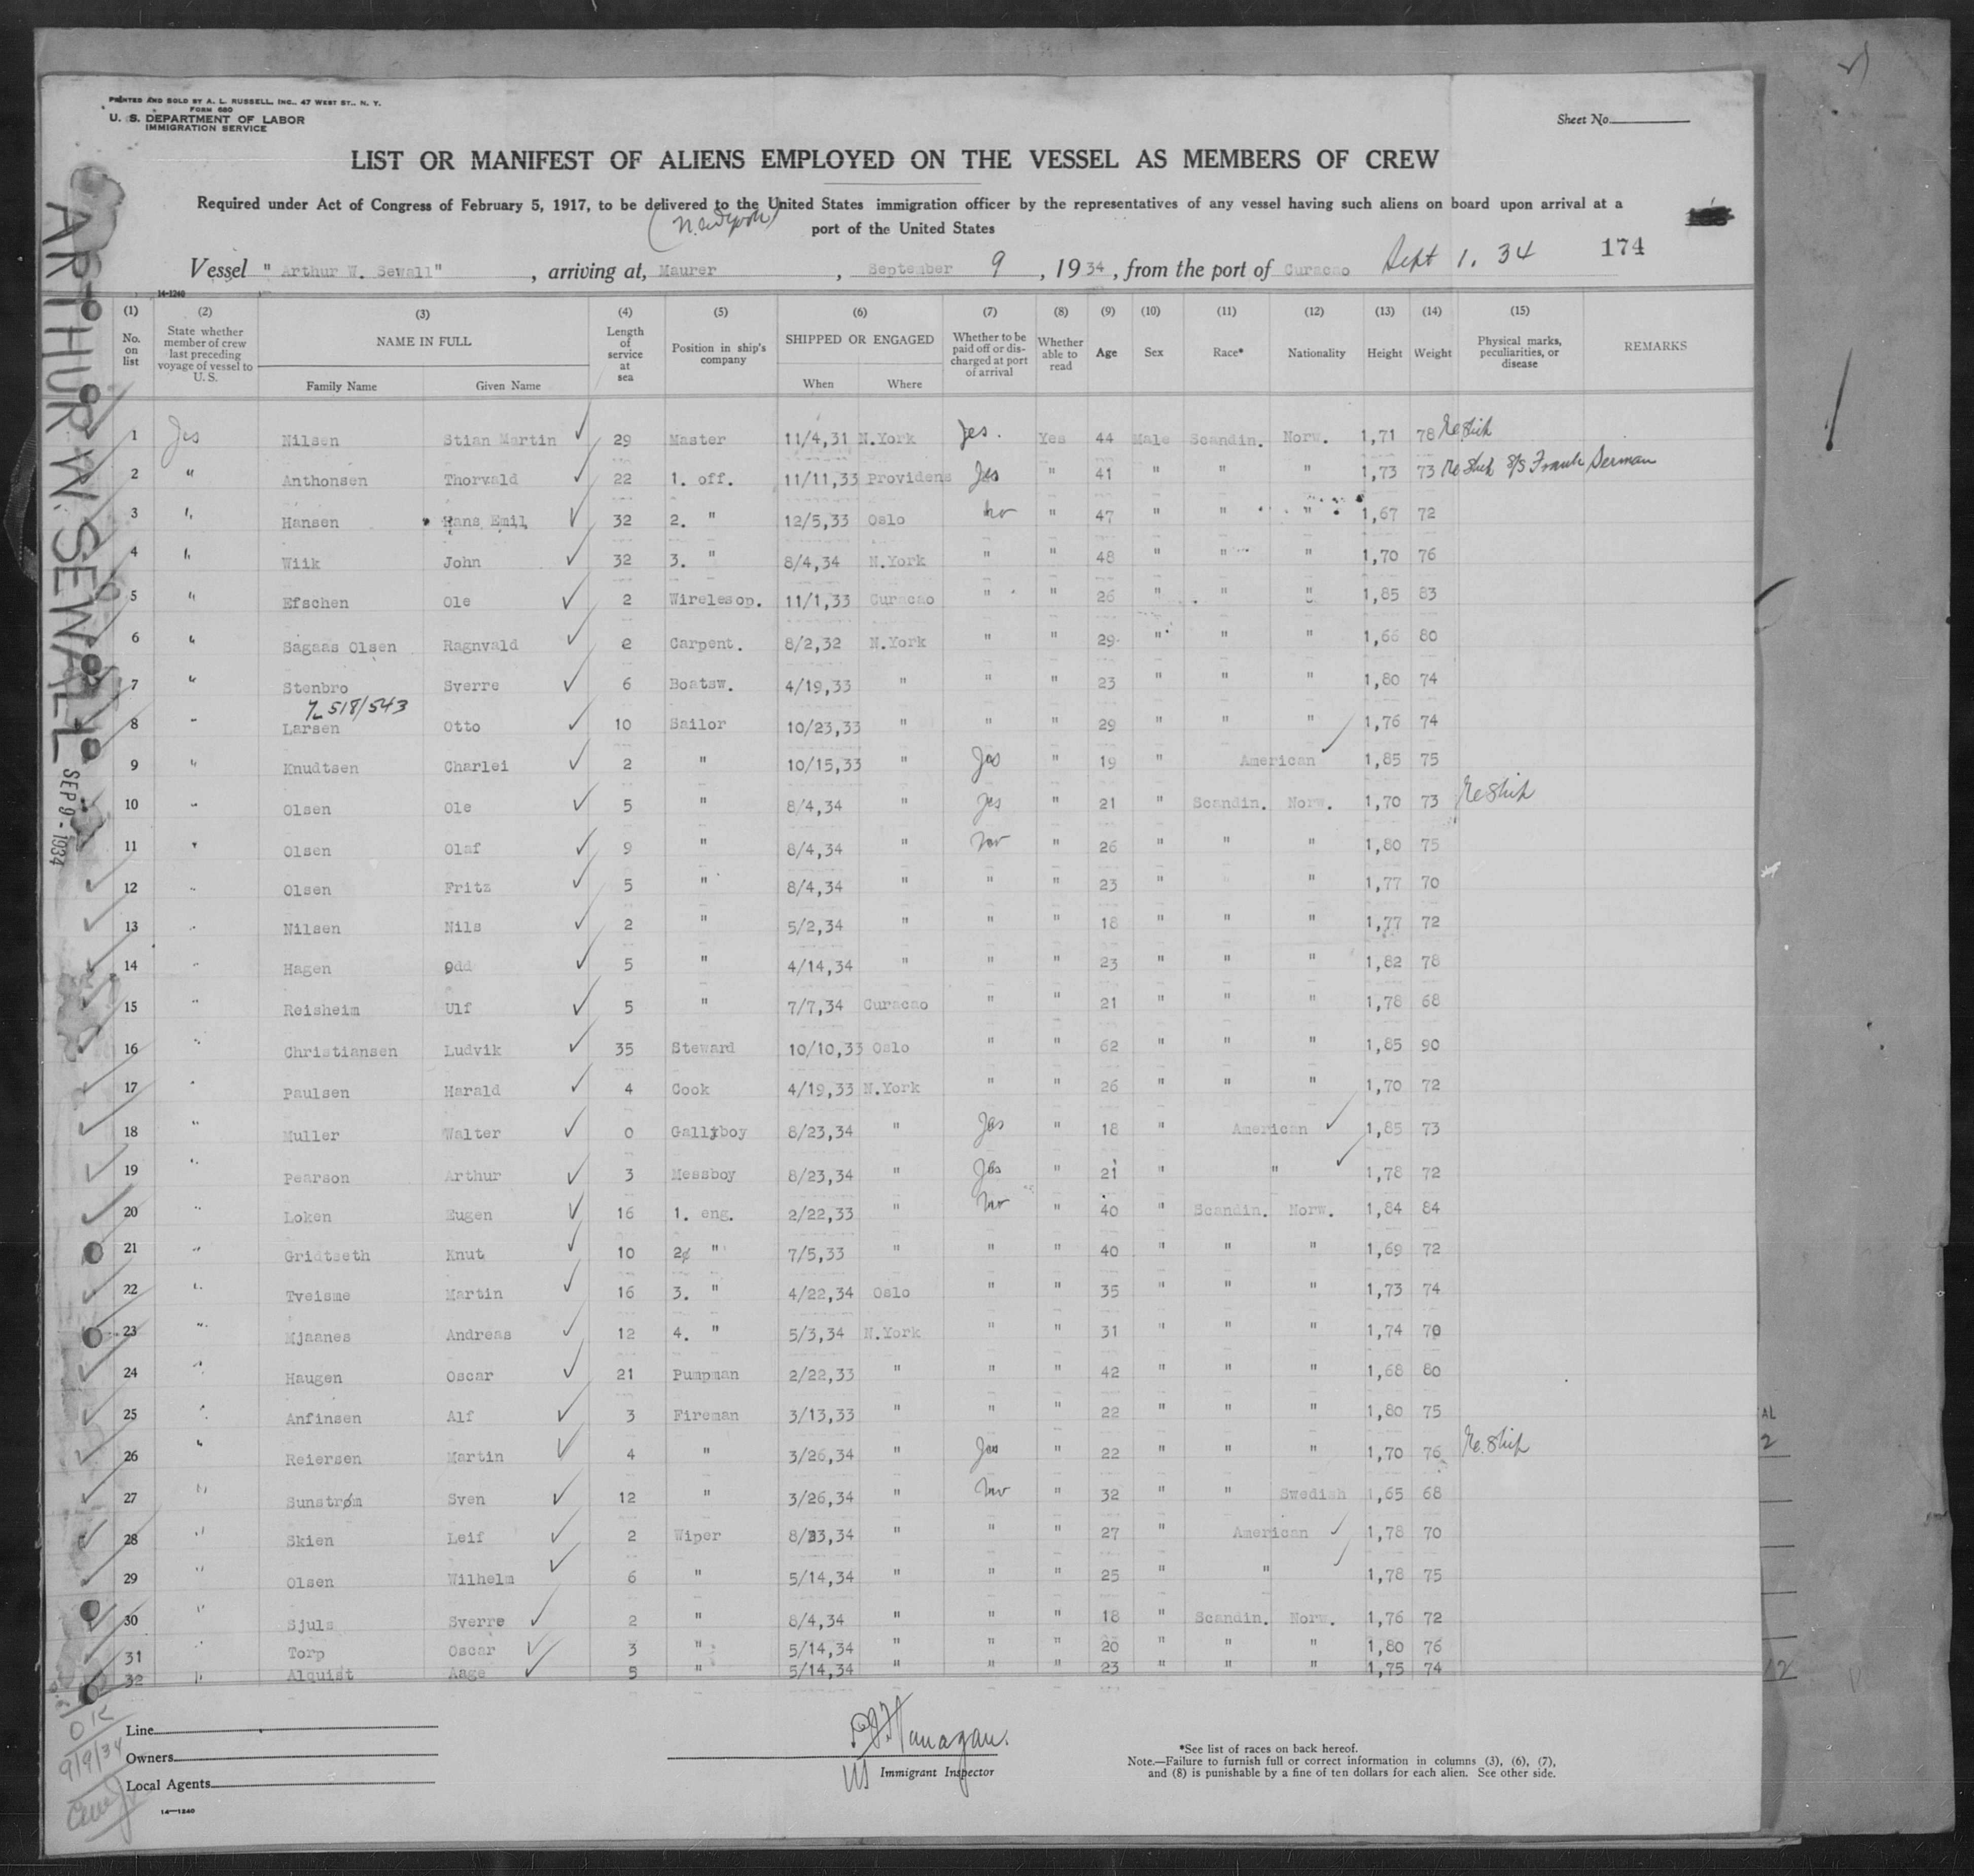 PRINTED AND SOLD BY A. L. RUSSELL, INC., 47 WEST ST., N. Y.
FORM 680
U. S. DEPARTMENT OF LABOR
IMMIGRATION SERVICE
Sheet No.
LIST OR MANIFEST OF ALIENS EMPLOYED ON THE VESSEL AS MEMBERS OF CREW
Required under Act of Congress of February 5, 1917, to be delivered to the United States immigration officer by the representatives of any vessel having such aliens on board upon arrival at a
port of the United States
174
Vessel " Arthur W. Sewall" , arriving at, Maurer , September 9 , 1934 , from the port of Curacao Sept 1. 34
14-1240
(1) (2) (3) (4) (5) (6) (7) (8) (9) (10) (11) (12) (13) (14) (15)
No. on list State whether member of crew last preceding voyage of vessel to U. S. NAME IN FULL Length of service at sea Position in ship's company SHIPPED OR ENGAGED Whether to be paid off or discharged at port of arrival Whether able to read Age Sex Race* Nationality Height Weight Physical marks, peculiarities, or disease REMARKS
Family Name Given Name When Where
1 Yes Nilsen Stian Martin 29 Master 11/4,31 N.York Yes. Yes 44 Male Scandin. Norw. 1,71 78 Reship
2 " Anthonsen Thorvald 22 1. off. 11/11,33 Providens Yes " 41 " " " 1,73 73 Reship S/S Frank Seaman
3 " Hansen Hans Emil 32 2. " 12/5,33 Oslo no " 47 " " " 1,67 72
4 " Wiik John 32 3. " 8/4,34 N.York " " 48 " " " 1,70 76
5 " Efschen Ole 2 Wirelesop. 11/1,33 Curacao " " 26 " " " 1,85 83
6 " Sagaas Olsen Ragnvald e Carpent. 8/2,32 N.York " " 29 " " " 1,66 80
7 " Stenbro Sverre 6 Boatsw. 4/19,33 " " " 23 " " " 1,80 74
518/543
8 " Larsen Otto 10 Sailor 10/23,33 " " " 29 " " " 1,76 74
9 " Knudtsen Charlei 2 " 10/15,33 " Yes " 19 " American 1,85 75
10 " Olsen Ole 5 " 8/4,34 " Yes " 21 " Scandin. Norw. 1,70 73 Reship
11 " Olsen Olaf 9 " 8/4,34 " no " 26 " " " 1,80 75
12 " Olsen Fritz 5 " 8/4,34 " " " 23 " " 1,77 70
13 " Nilsen Nils 2 " 5/2,34 " " " 18 " " " 1,77 72
14 " Hagen Odd 5 " 4/14,34 " " " 23 " " " 1,82 78
15 " Reisheim Ulf 5 " 7/7,34 Curacao " " 21 " " " 1,78 68
16 " Christiansen Ludvik 35 Steward 10/10,33 Oslo " " 62 " " " 1,85 90
17 " Paulsen Harald 4 Cook 4/19,33 N.York " " 26 " " " 1,70 72
18 " Muller Walter 0 Gallyboy 8/23,34 " Yes " 18 " American 1,85 73
19 " Pearson Arthur 3 Messboy 8/23,34 " Yes " 21 " " 1,78 72
20 " Loken Eugen 16 1. eng. 2/22,33 " no " 40 " Scandin. Norw. 1,84 84
21 " Gridtseth Knut 10 2. " 7/5,33 " " " 40 " " " 1,69 72
22 " Tveisme Martin 16 3. " 4/22,34 Oslo " " 35 " " " 1,73 74
23 " Mjaanes Andreas 12 4. " 5/3,34 N.York " " 31 " " " 1,74 70
24 " Haugen Oscar 21 Pumpman 2/22,33 " " " 42 " " " 1,68 80
25 " Anfinsen Alf 3 Fireman 3/13,33 " " " 22 " " " 1,80 75
26 " Reiersen Martin 4 " 3/26,34 " Yes " 22 " " " 1,70 76 Re.ship
27 " Sunstrøm Sven 12 " 3/26,34 " no " 32 " " Swedish 1,65 68
28 " Skien Leif 2 Wiper 8/23,34 " " " 27 " American 1,78 70
29 " Olsen Wilhelm 6 " 5/14,34 " " " 25 " " 1,78 75
30 " Sjuls Sverre 2 " 8/4,34 " " " 18 " Scandin. Norw. 1,76 72
31 " Torp Oscar 3 " 5/14,34 " " " 20 " " " 1,80 76
32 " Alquist Aage 5 " 5/14,34 " " " 23 " " " 1,75 74
Line
Owners
Local Agents
14—1240
Immigrant Inspector
*See list of races on back hereof.
Note.—Failure to furnish full or correct information in columns (3), (6), (7),
and (8) is punishable by a fine of ten dollars for each alien. See other side.
ARTHUR W. SEWALL
SEP 9 - 1934
OK
9/9/34
AL
2
12